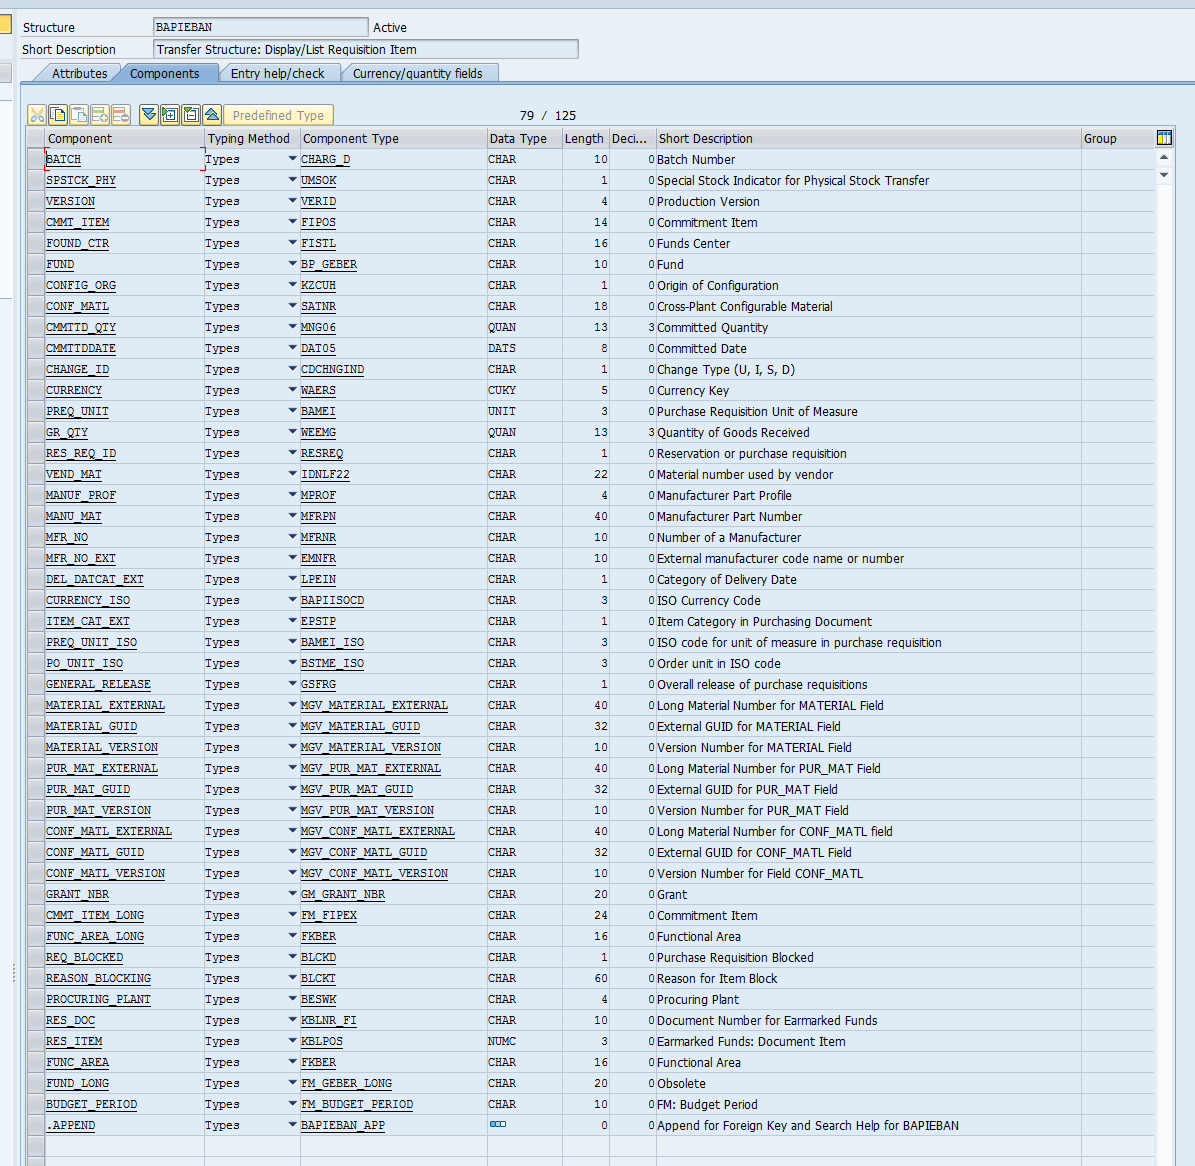 Structure BAPIEBAN Active
Short Description Transfer Structure: Display/List Requisition Item
Attributes Components Entry help/check Currency/quantity fields
Predefined Type 79 / 125
Component Typing Method Component Type Data Type Length Deci... Short Description Group
BATCH Types CHARG_D CHAR 10 0 Batch Number
SPSTCK_PHY Types UMSOK CHAR 1 0 Special Stock Indicator for Physical Stock Transfer
VERSION Types VERID CHAR 4 0 Production Version
CMMT_ITEM Types FIPOS CHAR 14 0 Commitment Item
FOUND_CTR Types FISTL CHAR 16 0 Funds Center
FUND Types BP_GEBER CHAR 10 0 Fund
CONFIG_ORG Types KZCUH CHAR 1 0 Origin of Configuration
CONF_MATL Types SATNR CHAR 18 0 Cross-Plant Configurable Material
CMMTTD_QTY Types MNG06 QUAN 13 3 Committed Quantity
CMMTTDDATE Types DAT05 DATS 8 0 Committed Date
CHANGE_ID Types CDCHNGIND CHAR 1 0 Change Type (U, I, S, D)
CURRENCY Types WAERS CUKY 5 0 Currency Key
PREQ_UNIT Types BAMEI UNIT 3 0 Purchase Requisition Unit of Measure
GR_QTY Types WEEMG QUAN 13 3 Quantity of Goods Received
RES_REQ_ID Types RESREQ CHAR 1 0 Reservation or purchase requisition
VEND_MAT Types IDNLF22 CHAR 22 0 Material number used by vendor
MANUF_PROF Types MPROF CHAR 4 0 Manufacturer Part Profile
MANU_MAT Types MFRPN CHAR 40 0 Manufacturer Part Number
MFR_NO Types MFRNR CHAR 10 0 Number of a Manufacturer
MFR_NO_EXT Types EMNFR CHAR 10 0 External manufacturer code name or number
DEL_DATCAT_EXT Types LPEIN CHAR 1 0 Category of Delivery Date
CURRENCY_ISO Types BAPIISOCD CHAR 3 0 ISO Currency Code
ITEM_CAT_EXT Types EPSTP CHAR 1 0 Item Category in Purchasing Document
PREQ_UNIT_ISO Types BAMEI_ISO CHAR 3 0 ISO code for unit of measure in purchase requisition
PO_UNIT_ISO Types BSTME_ISO CHAR 3 0 Order unit in ISO code
GENERAL_RELEASE Types GSFRG CHAR 1 0 Overall release of purchase requisitions
MATERIAL_EXTERNAL Types MGV_MATERIAL_EXTERNAL CHAR 40 0 Long Material Number for MATERIAL Field
MATERIAL_GUID Types MGV_MATERIAL_GUID CHAR 32 0 External GUID for MATERIAL Field
MATERIAL_VERSION Types MGV_MATERIAL_VERSION CHAR 10 0 Version Number for MATERIAL Field
PUR_MAT_EXTERNAL Types MGV_PUR_MAT_EXTERNAL CHAR 40 0 Long Material Number for PUR_MAT Field
PUR_MAT_GUID Types MGV_PUR_MAT_GUID CHAR 32 0 External GUID for PUR_MAT Field
PUR_MAT_VERSION Types MGV_PUR_MAT_VERSION CHAR 10 0 Version Number for PUR_MAT Field
CONF_MATL_EXTERNAL Types MGV_CONF_MATL_EXTERNAL CHAR 40 0 Long Material Number for CONF_MATL field
CONF_MATL_GUID Types MGV_CONF_MATL_GUID CHAR 32 0 External GUID for CONF_MATL Field
CONF_MATL_VERSION Types MGV_CONF_MATL_VERSION CHAR 10 0 Version Number for Field CONF_MATL
GRANT_NBR Types GM_GRANT_NBR CHAR 20 0 Grant
CMMT_ITEM_LONG Types FM_FIPEX CHAR 24 0 Commitment Item
FUNC_AREA_LONG Types FKBER CHAR 16 0 Functional Area
REQ_BLOCKED Types BLCKD CHAR 1 0 Purchase Requisition Blocked
REASON_BLOCKING Types BLCKT CHAR 60 0 Reason for Item Block
PROCURING_PLANT Types BESWK CHAR 4 0 Procuring Plant
RES_DOC Types KBLNR_FI CHAR 10 0 Document Number for Earmarked Funds
RES_ITEM Types KBLPOS NUMC 3 0 Earmarked Funds: Document Item
FUNC_AREA Types FKBER CHAR 16 0 Functional Area
FUND_LONG Types FM_GEBER_LONG CHAR 20 0 Obsolete
BUDGET_PERIOD Types FM_BUDGET_PERIOD CHAR 10 0 FM: Budget Period
.APPEND Types BAPIEBAN_APP 0 0 Append for Foreign Key and Search Help for BAPIEBAN